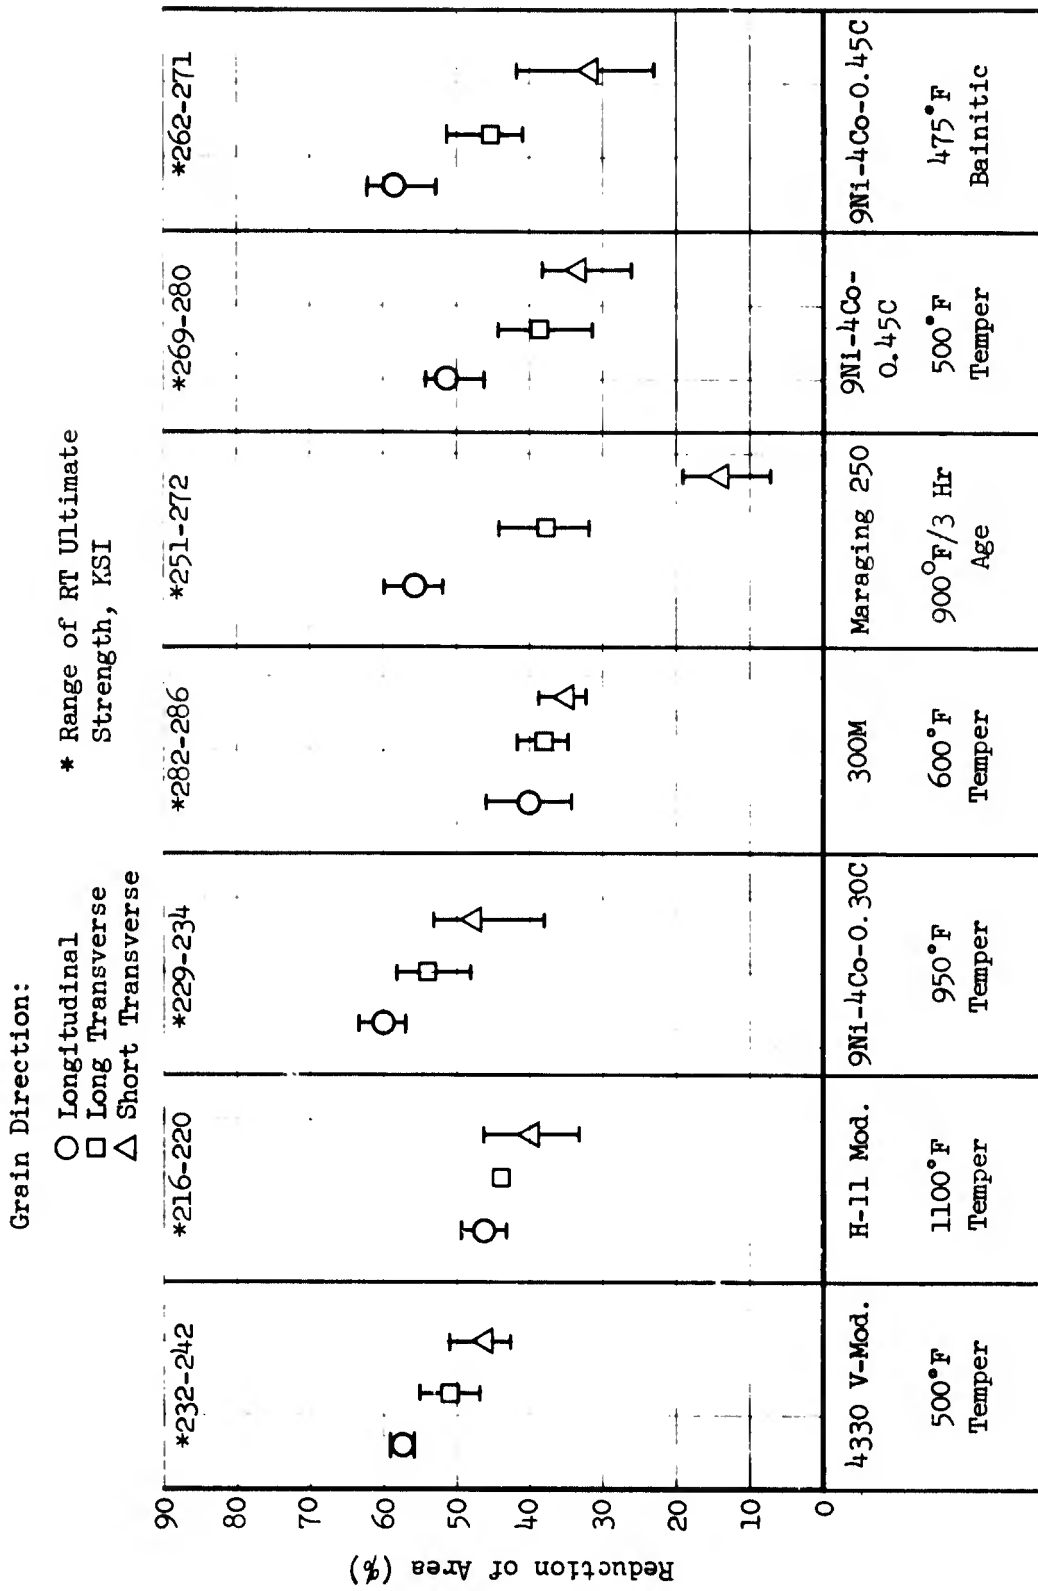 Grain Direction:
Longitudinal
Long Transverse
Short Transverse
* Range of RT Ultimate
Strength, KSI
*232-242
*216-220
*229-234
*282-286
*251-272
*269-280
*262-271
Reduction of Area (%)
90
80
70
60
50
40
30
20
10
0
4330 V-Mod.
500°F
Temper
H-11 Mod.
1100°F
Temper
9Ni-4Co-0.30C
950°F
Temper
300M
600°F
Temper
Maraging 250
900°F/3 Hr
Age
9Ni-4Co-
0.45C
500°F
Temper
9Ni-4Co-0.45C
475°F
Bainitic